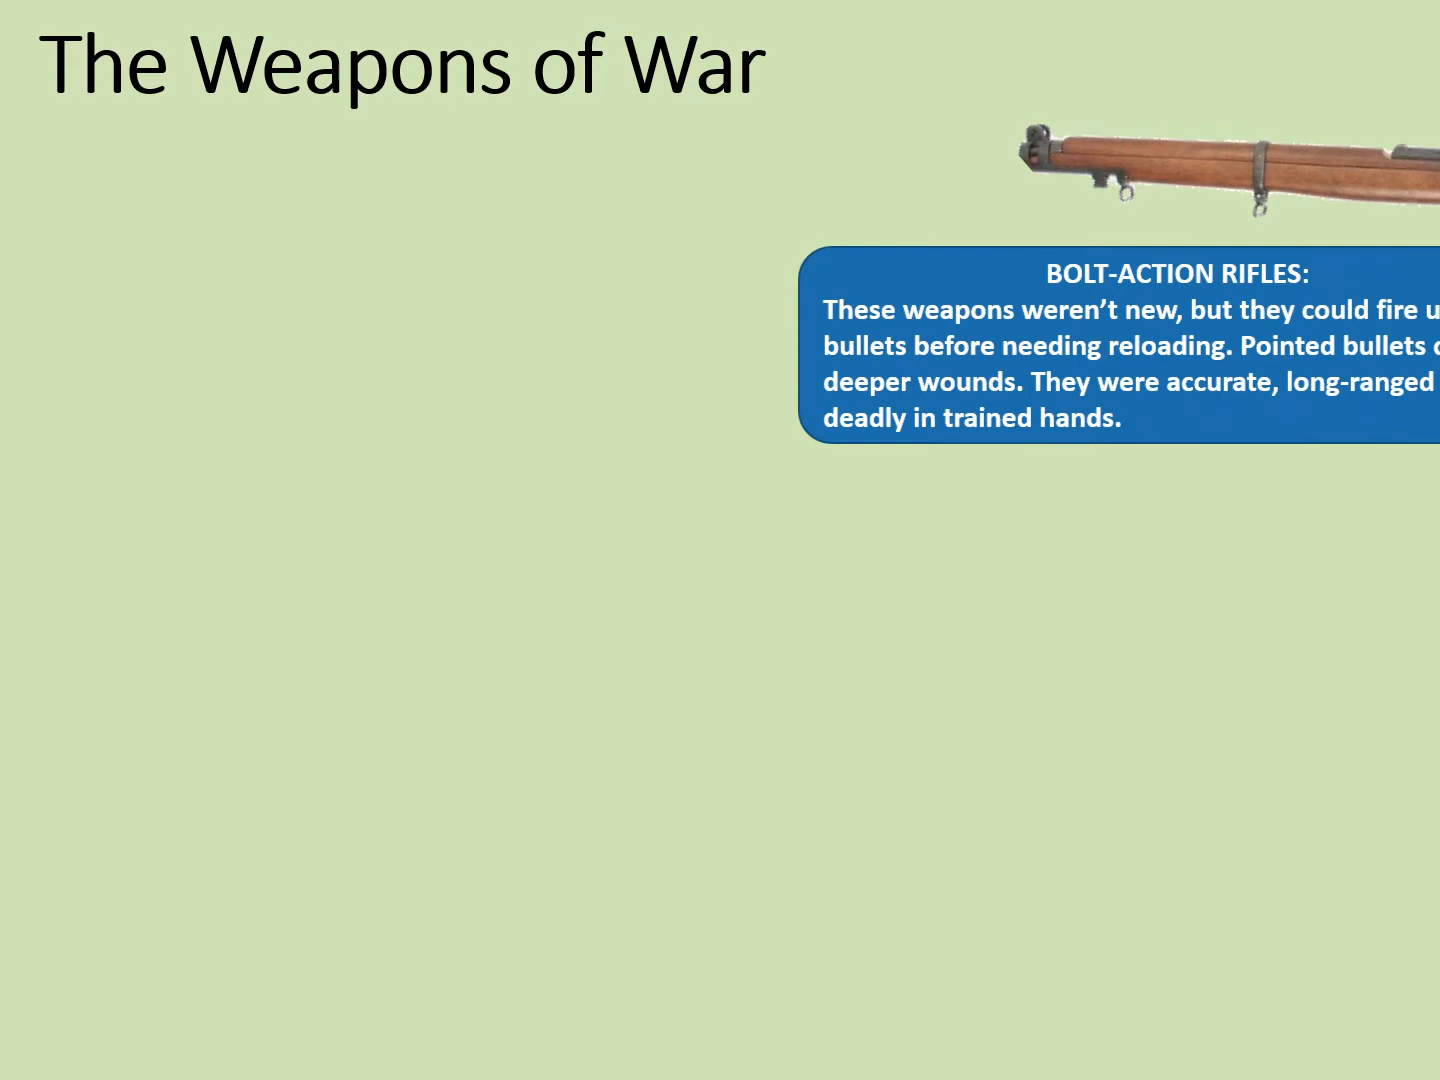 The Weapons of War
BOLT-ACTION RIFLES:
These weapons weren’t new, but they could fire
bullets before needing reloading. Pointed bullets
deeper wounds. They were accurate, long-ranged
deadly in trained hands.